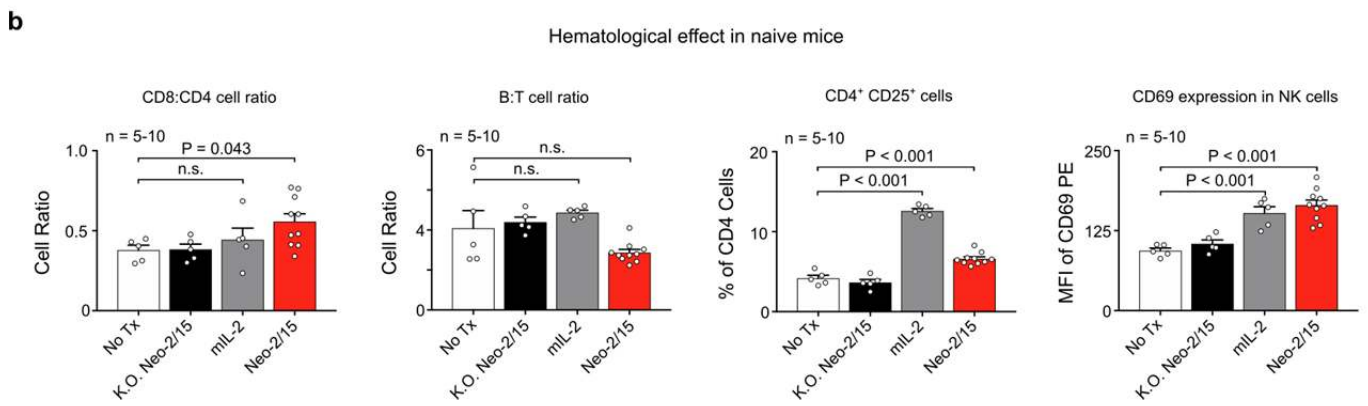 b
Hematological effect in naive mice
CD8:CD4 cell ratio
n = 5-10
P = 0.043
n.s.
1.0
0.5
0
Cell Ratio
No Tx
K.O. Neo-2/15
mIL-2
Neo-2/15
B:T cell ratio
n = 5-10
n.s.
n.s.
6
4
2
0
Cell Ratio
No Tx
K.O. Neo-2/15
mIL-2
Neo-2/15
CD4⁺ CD25⁺ cells
n = 5-10
P < 0.001
P < 0.001
20
10
0
% of CD4 Cells
No Tx
K.O. Neo-2/15
mIL-2
Neo-2/15
CD69 expression in NK cells
n = 5-10
P < 0.001
P < 0.001
250
125
0
MFI of CD69 PE
No Tx
K.O. Neo-2/15
mIL-2
Neo-2/15